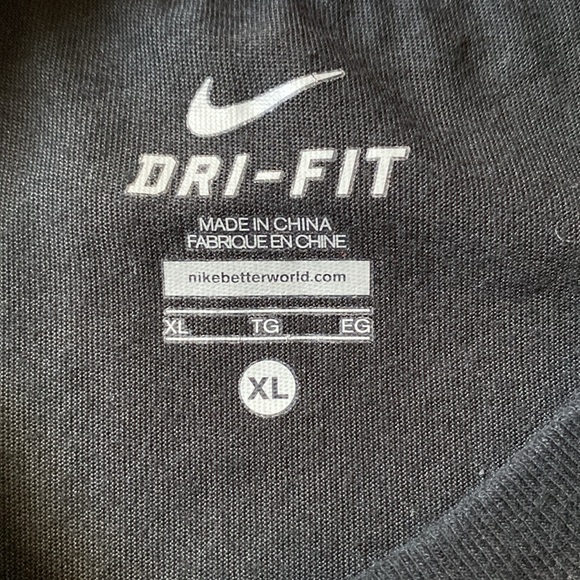 DRI-FIT
MADE IN CHINA
FABRIQUE EN CHINE
nikebetterworld.com
XL TG EG
XL